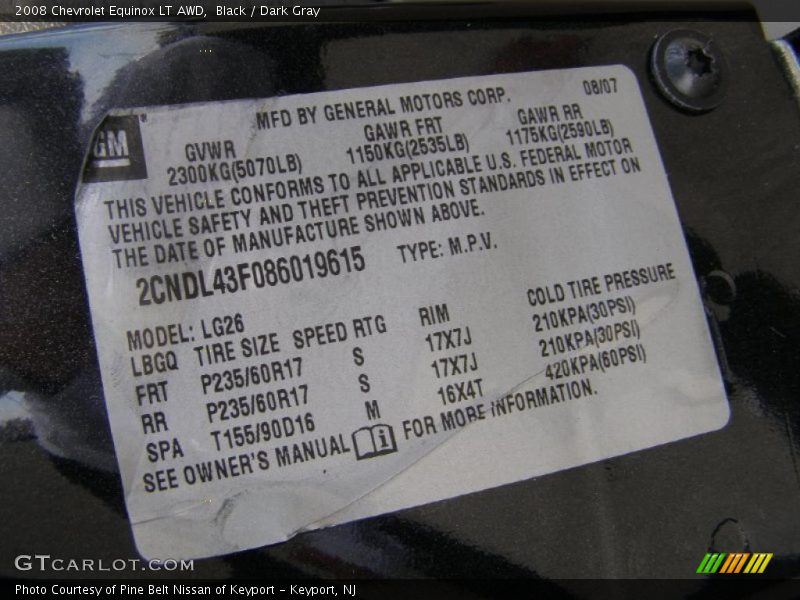 2008 Chevrolet Equinox LT AWD,  Black / Dark Gray
MFD BY GENERAL MOTORS CORP. 08/07
GM
GVWR GAWR FRT GAWR RR
2300KG(5070LB) 1150KG(2535LB) 1175KG(2590LB)
THIS VEHICLE CONFORMS TO ALL APPLICABLE U.S. FEDERAL MOTOR
VEHICLE SAFETY AND THEFT PREVENTION STANDARDS IN EFFECT ON
THE DATE OF MANUFACTURE SHOWN ABOVE.
2CNDL43F086019615 TYPE: M.P.V.
MODEL: LG26
LBGQ TIRE SIZE SPEED RTG RIM COLD TIRE PRESSURE
FRT P235/60R17 S 17X7J 210KPA(30PSI)
RR P235/60R17 S 17X7J 210KPA(30PSI)
SPA T155/90D16 M 16X4T 420KPA(60PSI)
SEE OWNER'S MANUAL FOR MORE INFORMATION.
GTCARLOT.COM
Photo Courtesy of Pine Belt Nissan of Keyport – Keyport, NJ